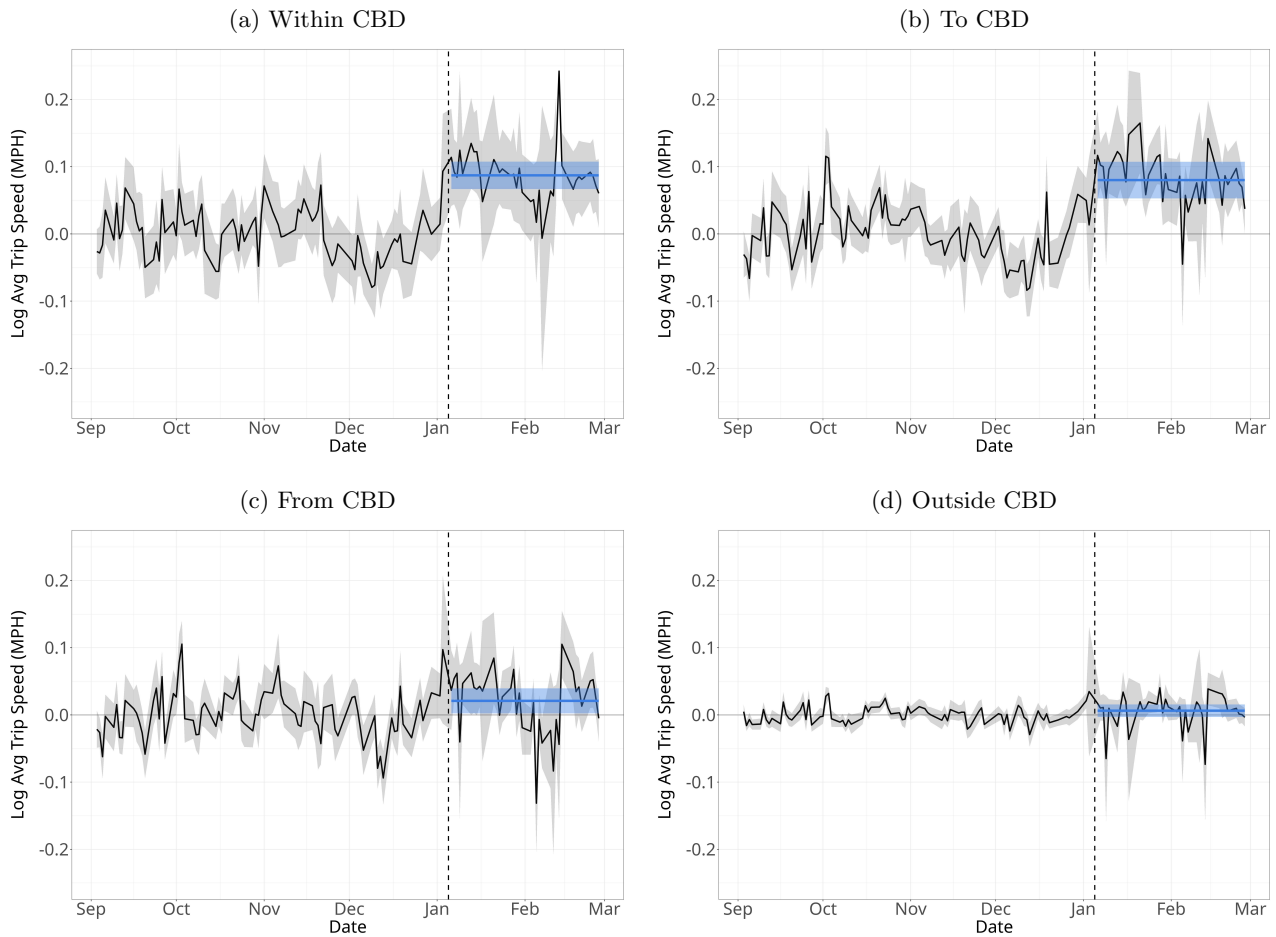 (a) Within CBD
(b) To CBD
Log Avg Trip Speed (MPH)
0.2
0.1
0.0
-0.1
-0.2
Sep Oct Nov Dec Jan Feb Mar
Date
Log Avg Trip Speed (MPH)
0.2
0.1
0.0
-0.1
-0.2
Sep Oct Nov Dec Jan Feb Mar
Date
(c) From CBD
(d) Outside CBD
Log Avg Trip Speed (MPH)
0.2
0.1
0.0
-0.1
-0.2
Sep Oct Nov Dec Jan Feb Mar
Date
Log Avg Trip Speed (MPH)
0.2
0.1
0.0
-0.1
-0.2
Sep Oct Nov Dec Jan Feb Mar
Date